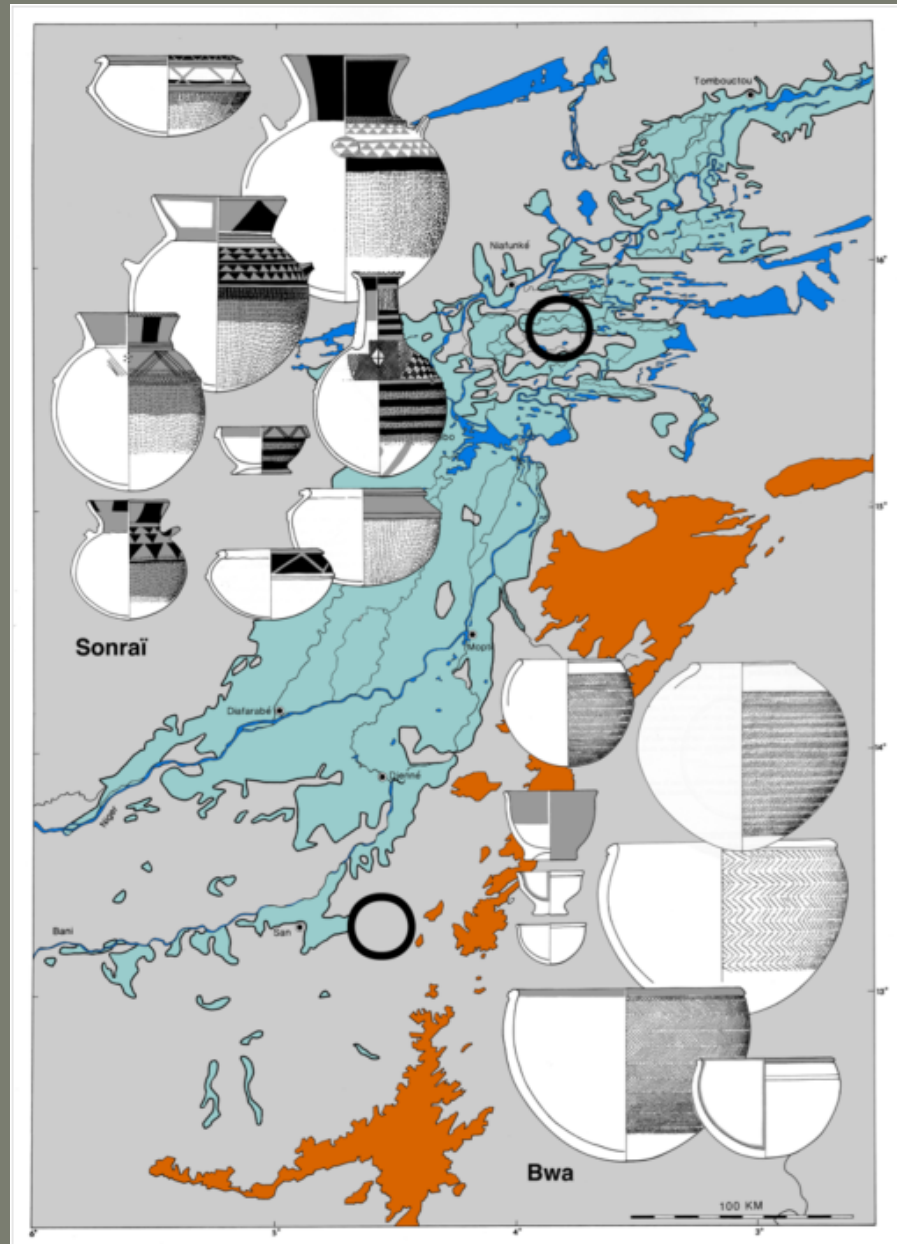 Tombouctou
Niafunké
16°
15°
Sonraï
Mopti
Diafarabé
14°
Djenné
Niger
Bani
San
13°
Bwa
100 KM
6°
5°
4°
3°